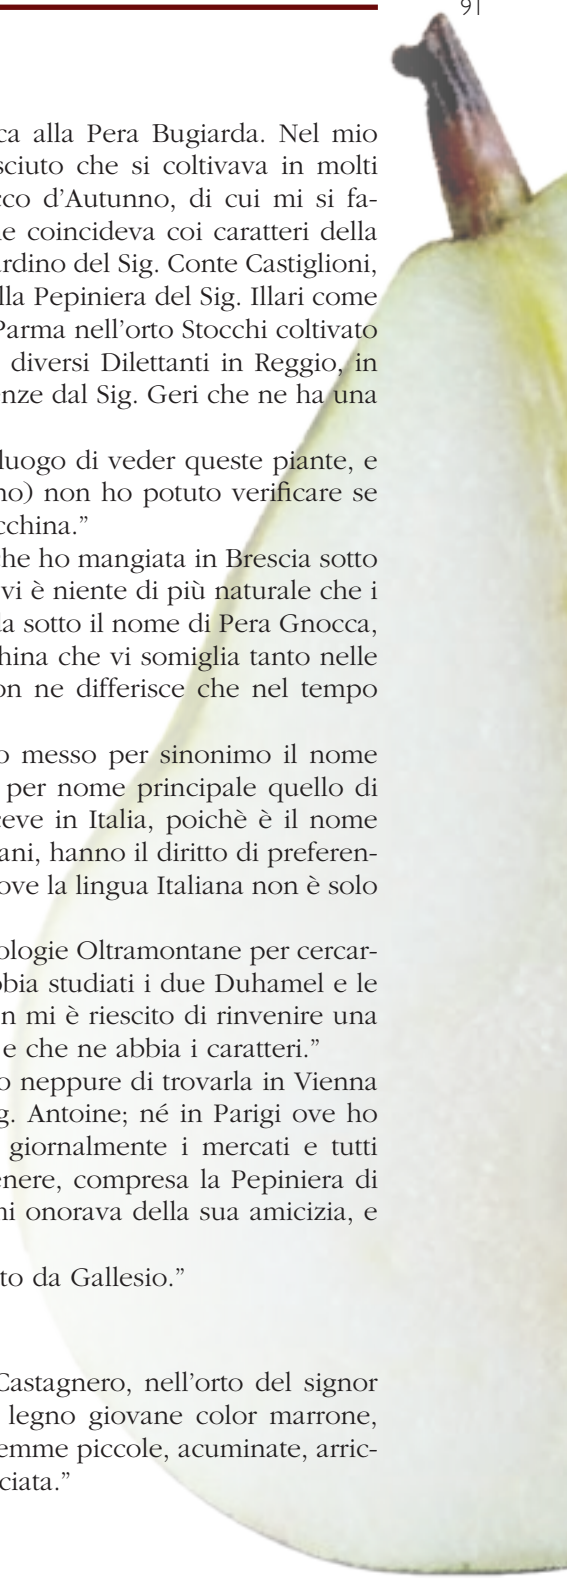 91
ca alla Pera Bugiarda. Nel mio
sciuto che si coltivava in molti
cco d'Autunno, di cui mi si fa-
e coincideva coi caratteri della
rdino del Sig. Conte Castiglioni,
lla Pepiniera del Sig. Illari come
Parma nell'orto Stocchi coltivato
diversi Dilettanti in Reggio, in
enze dal Sig. Geri che ne ha una
luogo di veder queste piante, e
no) non ho potuto verificare se
cchina.”
che ho mangiata in Brescia sotto
vi è niente di più naturale che i
la sotto il nome di Pera Gnocca,
hina che vi somiglia tanto nelle
on ne differisce che nel tempo
o messo per sinonimo il nome
per nome principale quello di
ceve in Italia, poichè è il nome
ani, hanno il diritto di preferen-
ove la lingua Italiana non è solo
ologie Oltramontane per cercar-
bbia studiati i due Duhamel e le
n mi è riescito di rinvenire una
e che ne abbia i caratteri.”
o neppure di trovarla in Vienna
g. Antoine; né in Parigi ove ho
giornalmente i mercati e tutti
enere, compresa la Pepiniera di
ni onorava della sua amicizia, e
to da Gallesio.”
Castagnero, nell'orto del signor
legno giovane color marrone,
emme piccole, acuminate, arric-
ciata.”